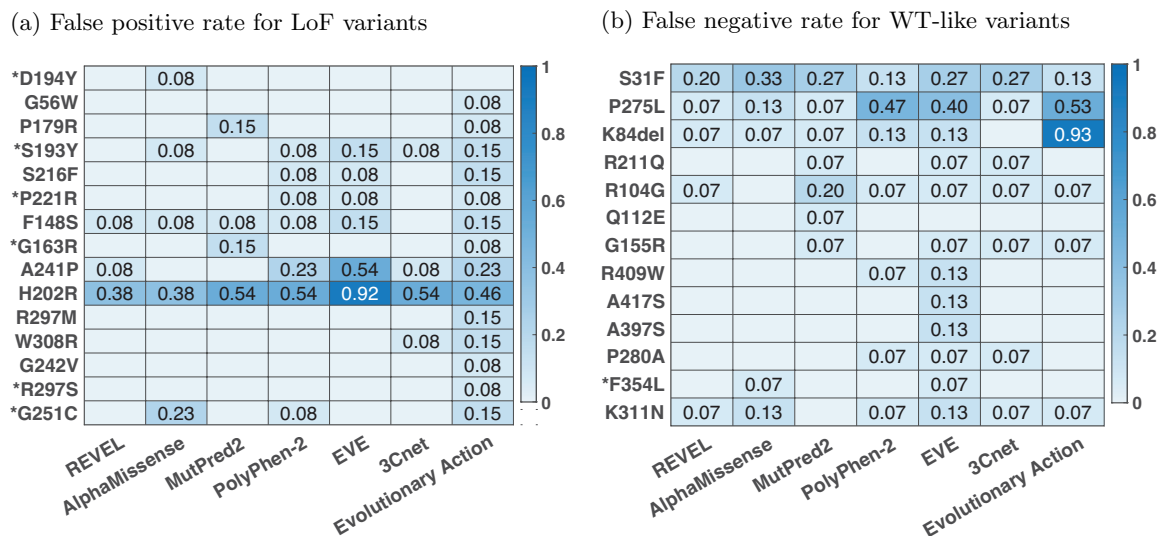 (a) False positive rate for LoF variants
*D194Y 0.08
G56W 0.08
P179R 0.15 0.08
*S193Y 0.08 0.08 0.15 0.08 0.15
S216F 0.08 0.08 0.15
*P221R 0.08 0.08 0.08
F148S 0.08 0.08 0.08 0.08 0.15 0.15
*G163R 0.15 0.08
A241P 0.08 0.23 0.54 0.08 0.23
H202R 0.38 0.38 0.54 0.54 0.92 0.54 0.46
R297M 0.15
W308R 0.08 0.15
G242V 0.08
*R297S 0.08
*G251C 0.23 0.08 0.15
REVEL
AlphaMissense
MutPred2
PolyPhen-2
EVE
3Cnet
Evolutionary Action
1
0.8
0.6
0.4
0.2
0
(b) False negative rate for WT-like variants
S31F 0.20 0.33 0.27 0.13 0.27 0.27 0.13
P275L 0.07 0.13 0.07 0.47 0.40 0.07 0.53
K84del 0.07 0.07 0.07 0.13 0.13 0.93
R211Q 0.07 0.07 0.07
R104G 0.07 0.20 0.07 0.07 0.07 0.07
Q112E 0.07
G155R 0.07 0.07 0.07 0.07
R409W 0.07 0.13
A417S 0.13
A397S 0.13
P280A 0.07 0.07 0.07
*F354L 0.07 0.07
K311N 0.07 0.13 0.07 0.13 0.07 0.07
REVEL
AlphaMissense
MutPred2
PolyPhen-2
EVE
3Cnet
Evolutionary Action
1
0.8
0.6
0.4
0.2
0